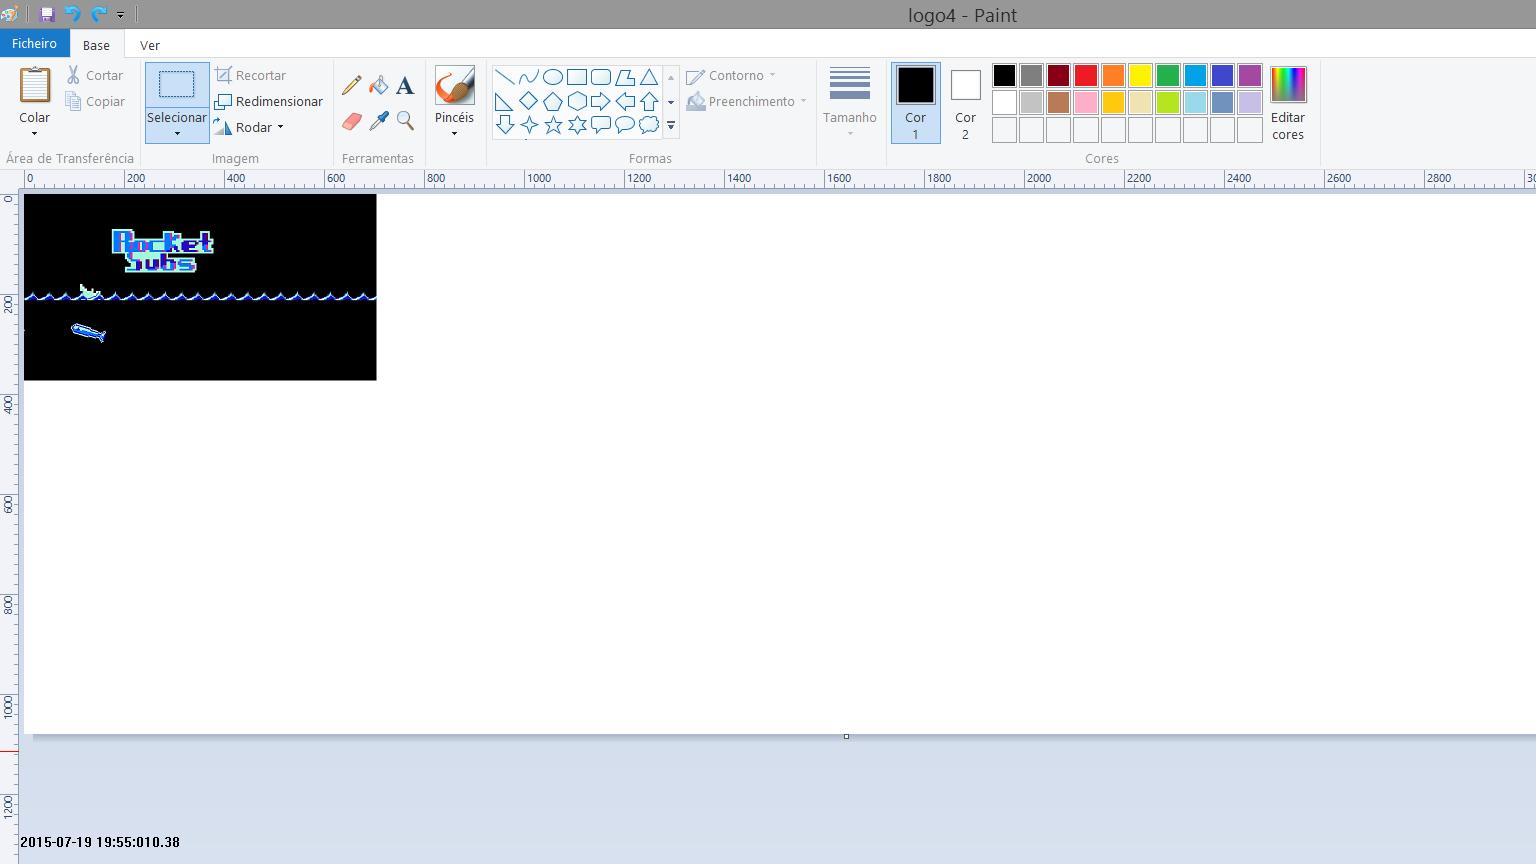 logo4 - Paint
Ficheiro Base Ver
Colar
Cortar
Copiar
Área de Transferência
Selecionar
Recortar
Redimensionar
Rodar
Imagem
A
Ferramentas
Pincéis
Contorno
Preenchimento
Formas
Tamanho
Cor
1
Cor
2
Editar
cores
Cores
0 200 400 600 800 1000 1200 1400 1600 1800 2000 2200 2400 2600 2800 30
0
200
400
600
800
1000
1200
Rocket
Subs
2015-07-19 19:55:010.38